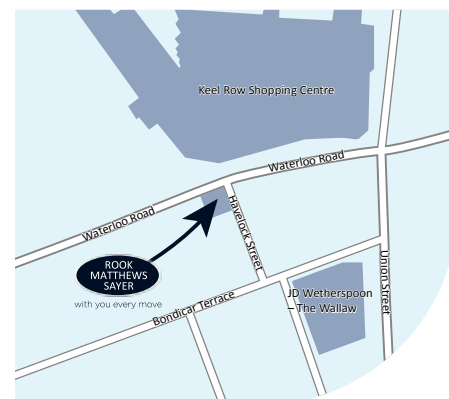 Keel Row Shopping Centre
Waterloo Road
Waterloo Road
Havelock Street
ROOK
MATTHEWS
SAYER
with you every move
Union Street
JD Wetherspoon
– The Wallaw
Bondicar Terrace